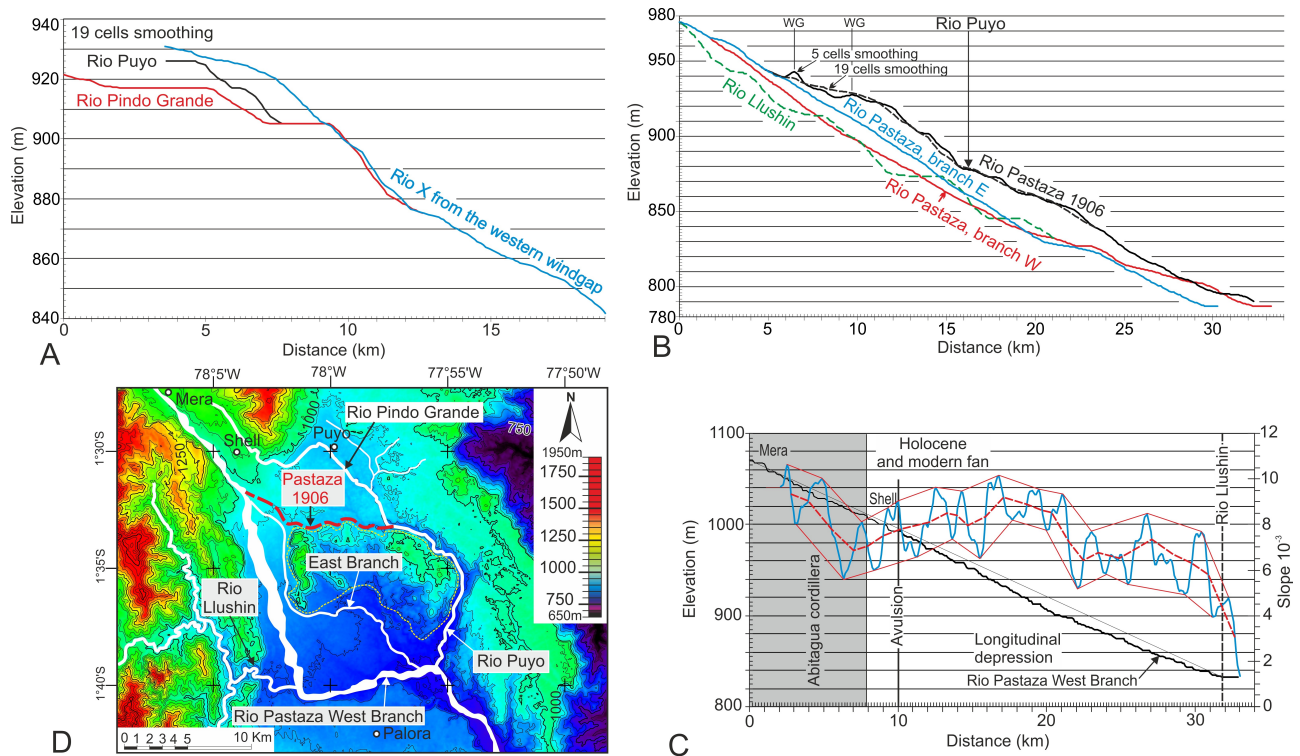 940
920
900
880
860
840
Elevation (m)
19 cells smoothing
Rio Puyo
Rio Pindo Grande
Rio X from the western windgap
0
5
10
15
Distance (km)
A
980
950
900
850
780
Elevation (m)
WG
WG
Rio Puyo
5 cells smoothing
19 cells smoothing
Rio Llushin
Rio Pastaza, branch E
Rio Pastaza 1906
Rio Pastaza, branch W
0
5
10
15
20
25
30
Distance (km)
B
78°5'W
78°W
77°55'W
77°50'W
1°30'S
1°35'S
1°40'S
Mera
Shell
Puyo
1000
1250
750
1000
Rio Pindo Grande
Pastaza
1906
East Branch
Rio
Llushin
Rio Puyo
Rio Pastaza West Branch
Palora
N
1950m
1750
1500
1250
1000
750
650m
0 1 2 3 4 5 10 Km
D
1100
1000
900
800
Elevation (m)
Mera
Abitagua cordillera
Shell
Avulsion
Holocene
and modern fan
Longitudinal
depression
Rio Pastaza West Branch
Rio Llushin
12
10
8
6
4
2
0
Slope 10⁻³
0
10
20
30
Distance (km)
C